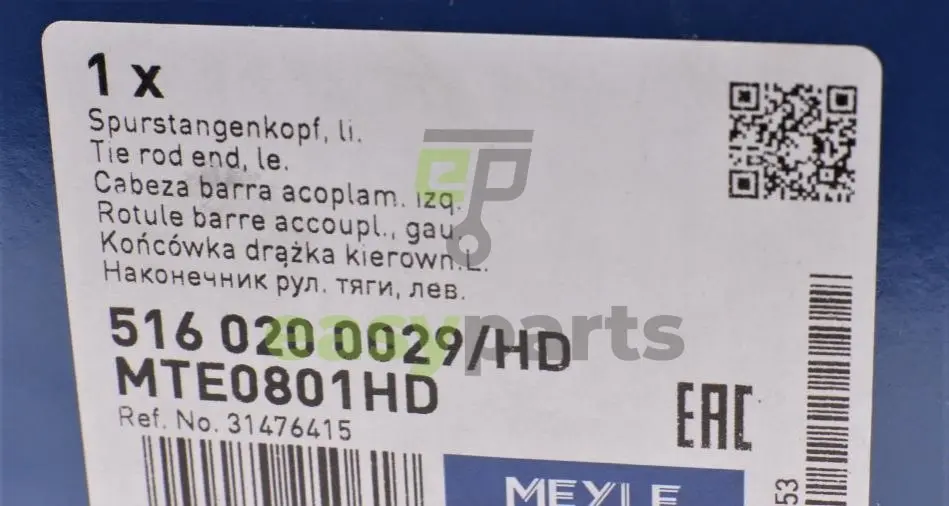 1 x
Spurstangenkopf, li.
Tie rod end, le.
Cabeza barra acoplam. izq.
Rotule barre accoupl., gau.
Końcówka drążka kierown.L.
Наконечник рул. тяги, лев.
516 020 0029/HD
MTE0801HD
Ref. No. 31476415
EAC
MEYLE
53
ep
easyparts